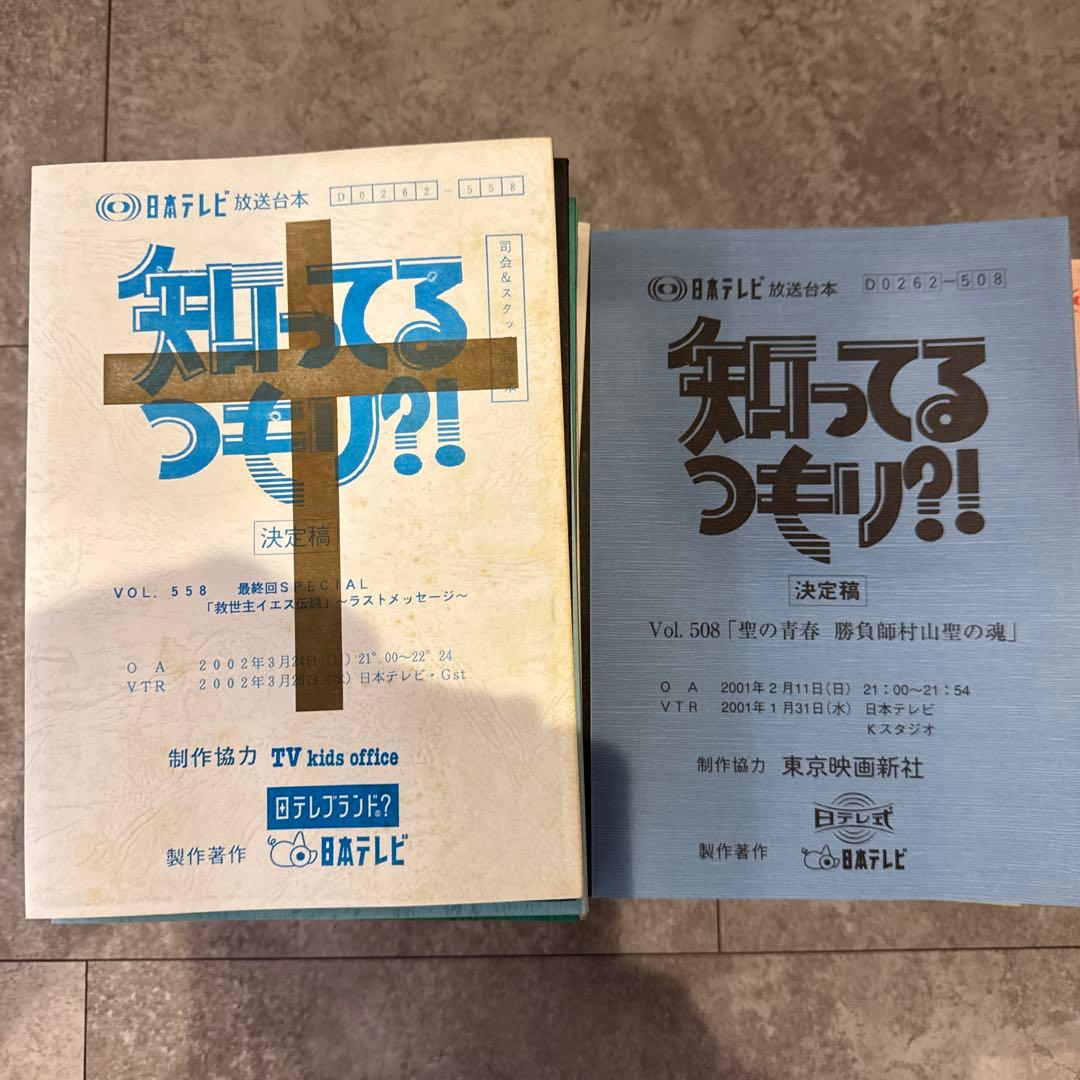 日本テレビ 放送台本 D0262-558
司会&スタッ
知ってる
つもり?!
決定稿
VOL. 558 最終回SPECIAL
「救世主イエス伝説」～ラストメッセージ～
OA 2002年3月24日(日)21°00～22°24
VTR 2002年3月20日(水)日本テレビ・Gst
制作協力 TV kids office
日テレブランド?
製作著作 日本テレビ
日本テレビ 放送台本 D0262-508
知ってる
つもり?!
決定稿
Vol. 508「聖の青春 勝負師村山聖の魂」
OA 2001年2月11日(日) 21:00～21:54
VTR 2001年1月31日(水) 日本テレビ
Kスタジオ
制作協力 東京映画新社
日テレ式
製作著作 日本テレビ